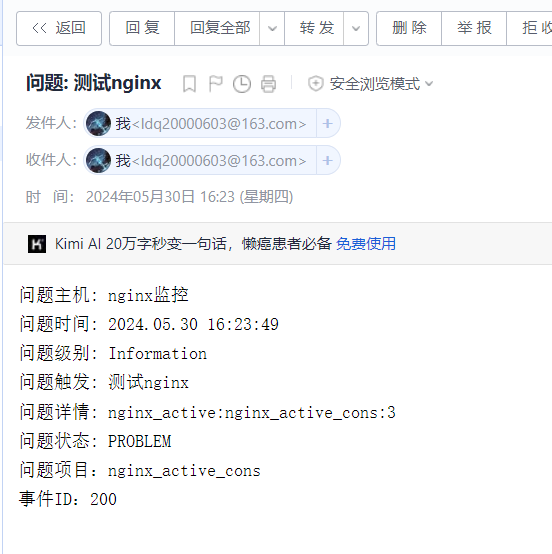 << 返回 回复 回复全部 转发 删除 举报 拒收
问题: 测试nginx 安全浏览模式
发件人: 我<ldq20000603@163.com> +
收件人: 我<ldq20000603@163.com> +
时 间: 2024年05月30日 16:23 (星期四)
Kimi AI 20万字秒变一句话，懒癌患者必备 免费使用
问题主机: nginx监控
问题时间: 2024.05.30 16:23:49
问题级别: Information
问题触发: 测试nginx
问题详情: nginx_active:nginx_active_cons:3
问题状态: PROBLEM
问题项目: nginx_active_cons
事件ID: 200